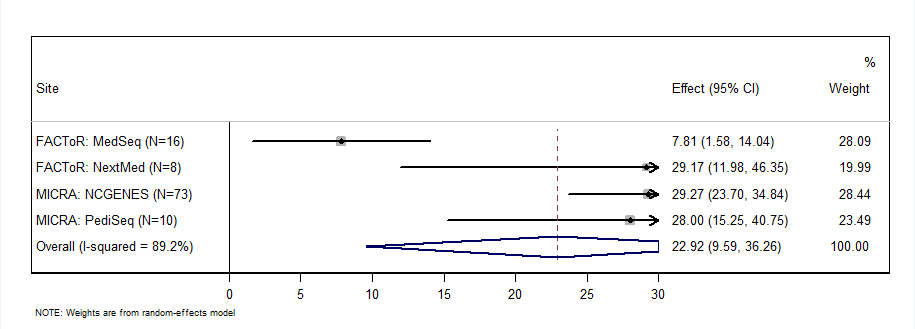 %
Site Effect (95% CI) Weight
FACToR: MedSeq (N=16) 7.81 (1.58, 14.04) 28.09
FACToR: NextMed (N=8) 29.17 (11.98, 46.35) 19.99
MICRA: NCGENES (N=73) 29.27 (23.70, 34.84) 28.44
MICRA: PediSeq (N=10) 28.00 (15.25, 40.75) 23.49
Overall (I-squared = 89.2%) 22.92 (9.59, 36.26) 100.00
0 5 10 15 20 25 30
NOTE: Weights are from random-effects model